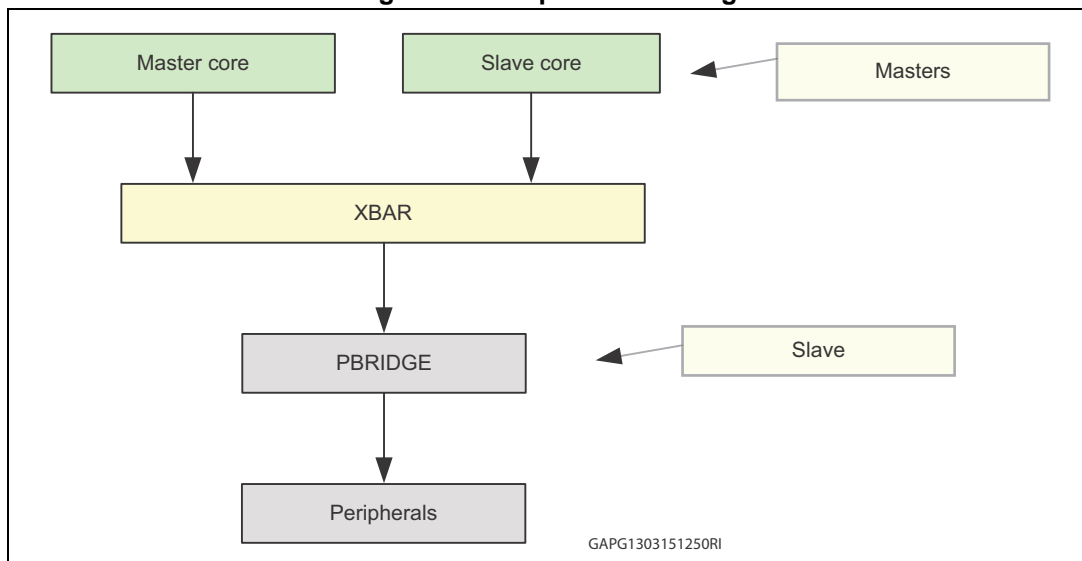 Master core
Slave core
Masters
XBAR
PBRIDGE
Slave
Peripherals
GAPG1303151250RI